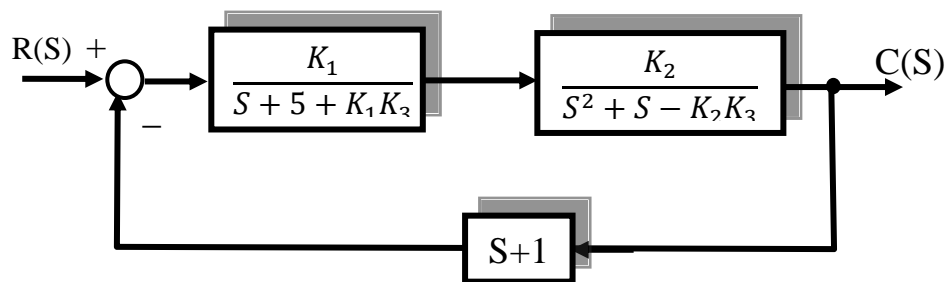 R(S) +
−
K₁
S + 5 + K₁K₃
K₂
S² + S − K₂K₃
C(S)
S+1